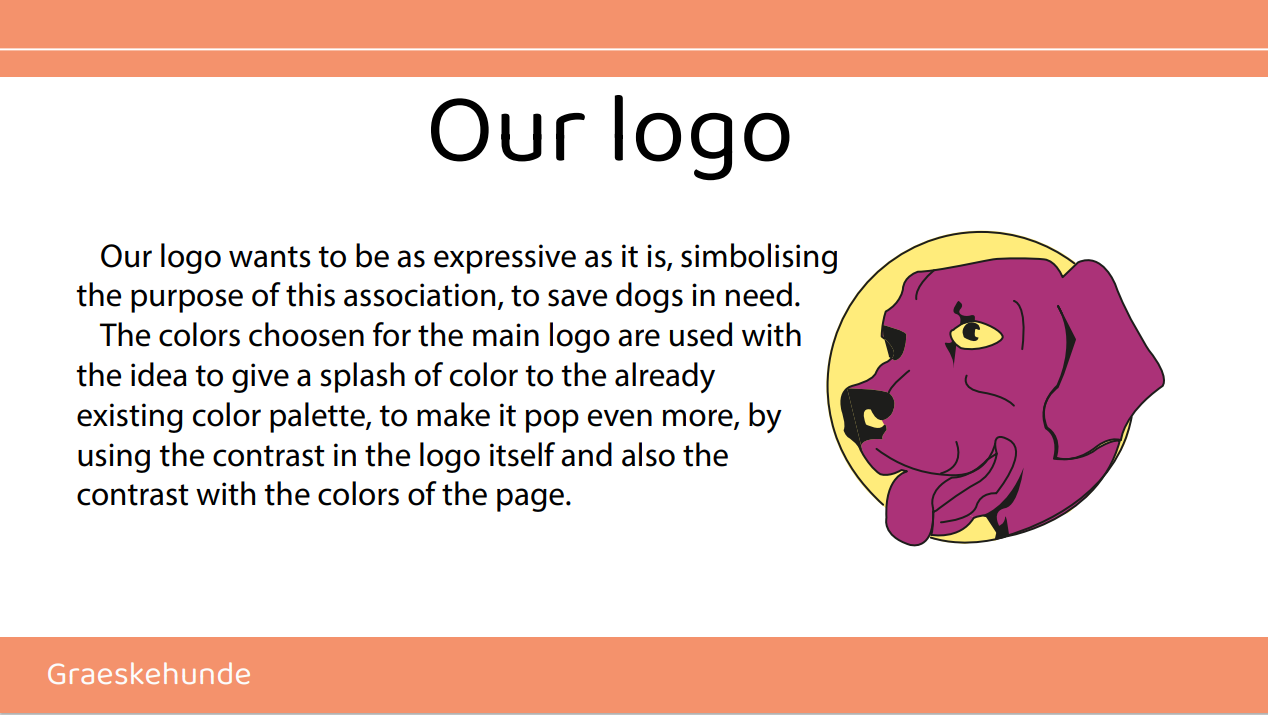 Our logo
Our logo wants to be as expressive as it is, simbolising
the purpose of this association, to save dogs in need.
The colors choosen for the main logo are used with
the idea to give a splash of color to the already
existing color palette, to make it pop even more, by
using the contrast in the logo itself and also the
contrast with the colors of the page.
Graeskehunde